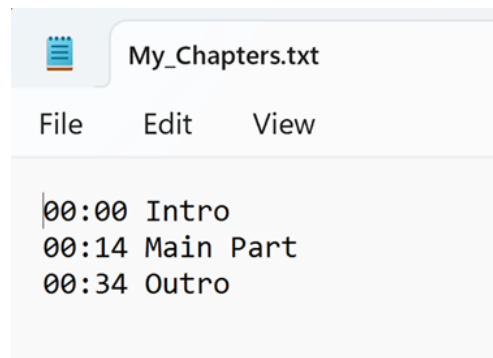 My_Chapters.txt
File Edit View
00:00 Intro
00:14 Main Part
00:34 Outro